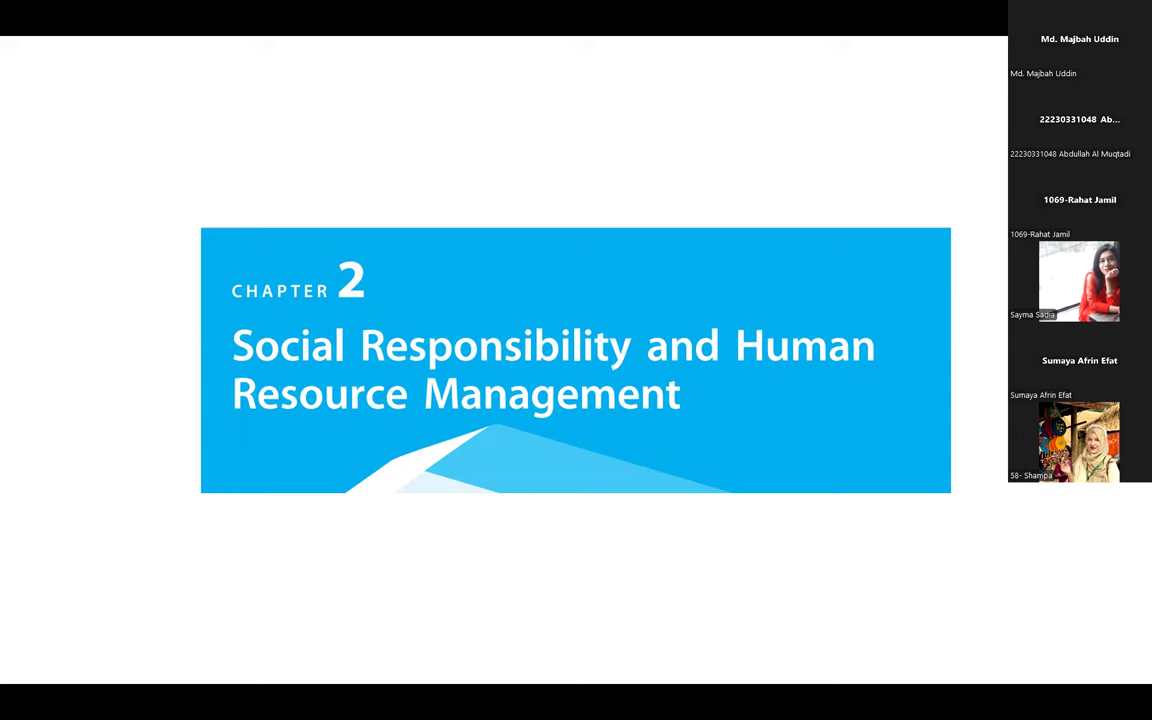 CHAPTER 2
Social Responsibility and Human
Resource Management
Md. Majbah Uddin
Md. Majbah Uddin
22230331048 Ab...
22230331048 Abdullah Al Muqtadi
1069-Rahat Jamil
1069-Rahat Jamil
Sayma Sadia
Sumaya Afrin Efat
Sumaya Afrin Efat
58- Shampa